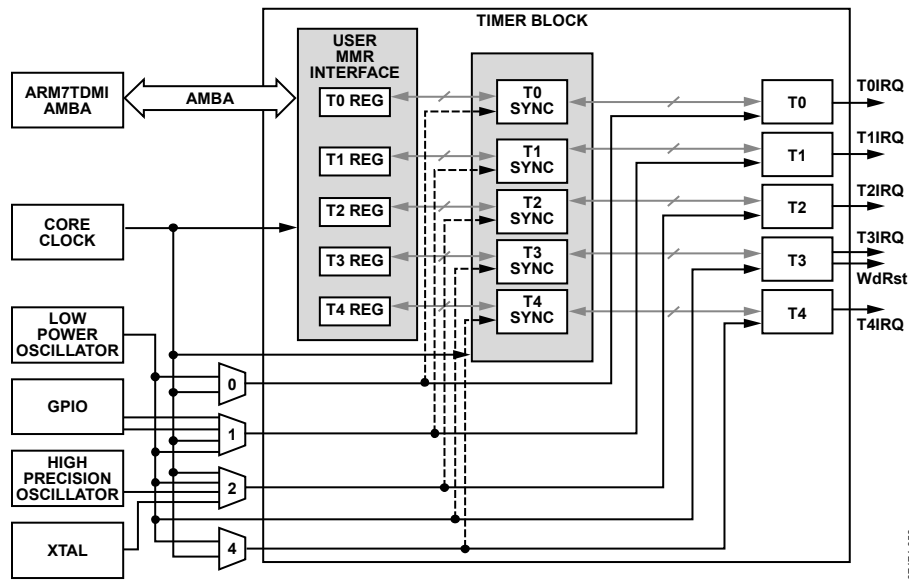 TIMER BLOCK
USER
MMR
INTERFACE
ARM7TDMI
AMBA
AMBA
T0 REG
T0
SYNC
T0
T0IRQ
T1 REG
T1
SYNC
T1
T1IRQ
CORE
CLOCK
T2 REG
T2
SYNC
T2
T2IRQ
T3 REG
T3
SYNC
T3
T3IRQ
WdRst
T4 REG
T4
SYNC
T4
T4IRQ
LOW
POWER
OSCILLATOR
0
GPIO
1
HIGH
PRECISION
OSCILLATOR
2
XTAL
4